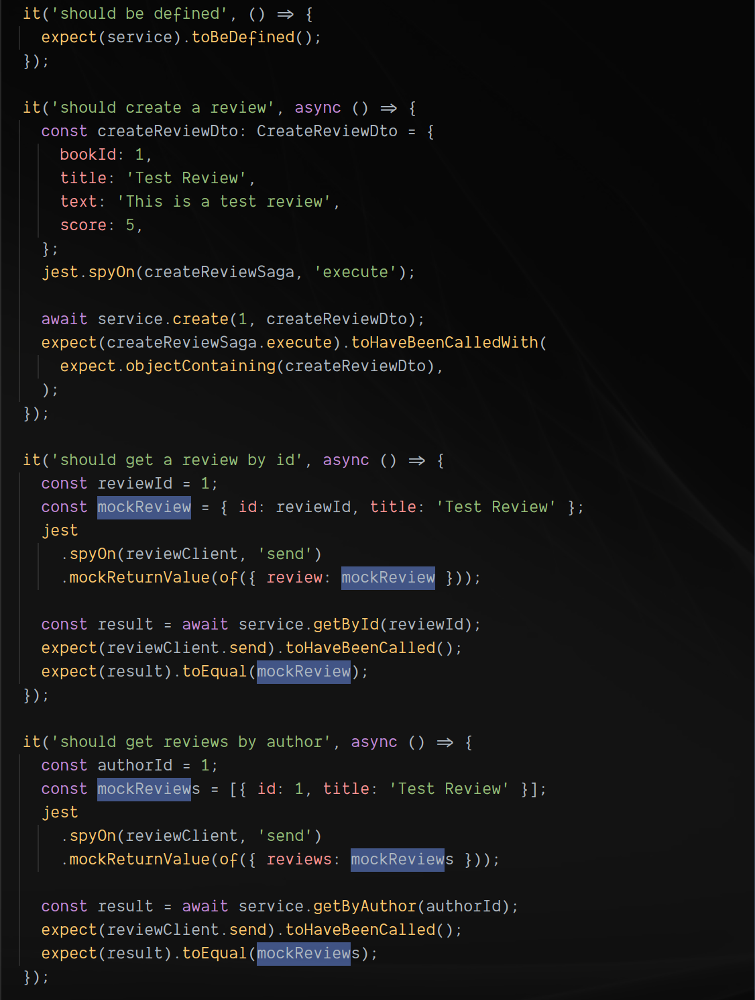 it('should be defined', () => {
expect(service).toBeDefined();
});
it('should create a review', async () => {
const createReviewDto: CreateReviewDto = {
bookId: 1,
title: 'Test Review',
text: 'This is a test review',
score: 5,
};
jest.spyOn(createReviewSaga, 'execute');
await service.create(1, createReviewDto);
expect(createReviewSaga.execute).toHaveBeenCalledWith(
expect.objectContaining(createReviewDto),
);
});
it('should get a review by id', async () => {
const reviewId = 1;
const mockReview = { id: reviewId, title: 'Test Review' };
jest
.spyOn(reviewClient, 'send')
.mockReturnValue(of({ review: mockReview }));
const result = await service.getById(reviewId);
expect(reviewClient.send).toHaveBeenCalled();
expect(result).toEqual(mockReview);
});
it('should get reviews by author', async () => {
const authorId = 1;
const mockReviews = [{ id: 1, title: 'Test Review' }];
jest
.spyOn(reviewClient, 'send')
.mockReturnValue(of({ reviews: mockReviews }));
const result = await service.getByAuthor(authorId);
expect(reviewClient.send).toHaveBeenCalled();
expect(result).toEqual(mockReviews);
});